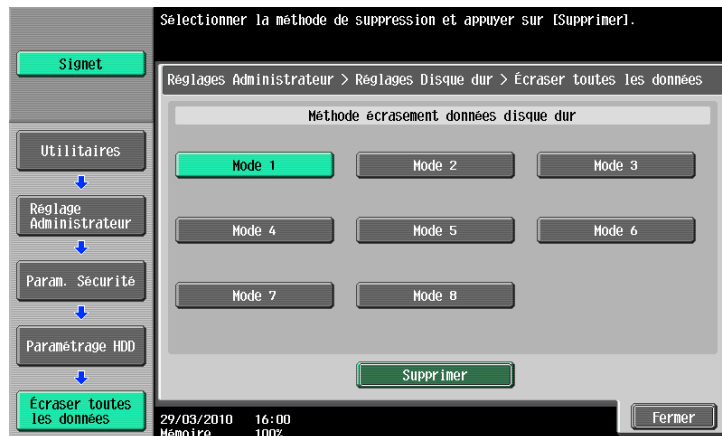 Sélectionner la méthode de suppression et appuyer sur [Supprimer].
Signet
Réglages Administrateur > Réglages Disque dur > Écraser toutes les données
Méthode écrasement données disque dur
Utilitaires
Mode 1
Mode 2
Mode 3
Réglage
Administrateur
Mode 4
Mode 5
Mode 6
Param. Sécurité
Mode 7
Mode 8
Paramétrage HDD
Supprimer
Écraser toutes
les données
29/03/2010 16:00
Mémoire 100%
Fermer